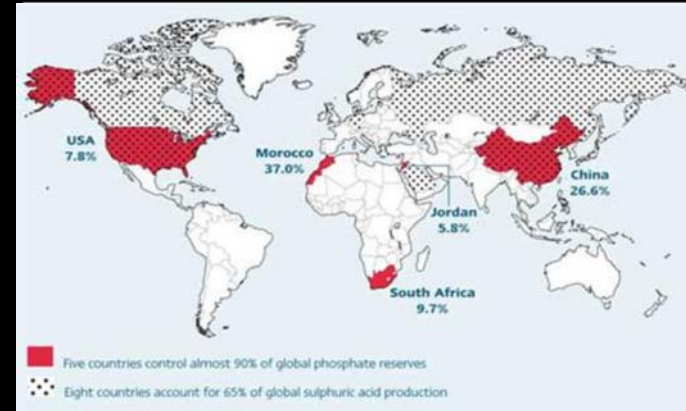 USA
7.8%
Morocco
37.0%
China
26.6%
Jordan
5.8%
South Africa
9.7%
Five countries control almost 90% of global phosphate reserves
Eight countries account for 65% of global sulphuric acid production